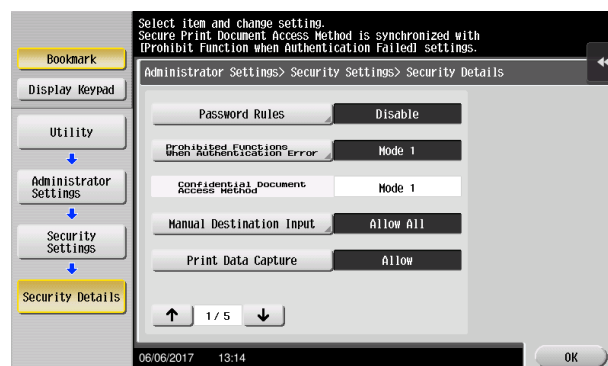 Select item and change setting.
Secure Print Document Access Method is synchronized with
[Prohibit Function when Authentication Failed] settings.
Bookmark
Display Keypad
Utility
Administrator
Settings
Security
Settings
Security Details
Administrator Settings> Security Settings> Security Details
Password Rules
Disable
Prohibited Functions
When Authentication Error
Mode 1
Confidential Document
Access Method
Mode 1
Manual Destination Input
Allow All
Print Data Capture
Allow
1/ 5
06/06/2017 13:14
OK